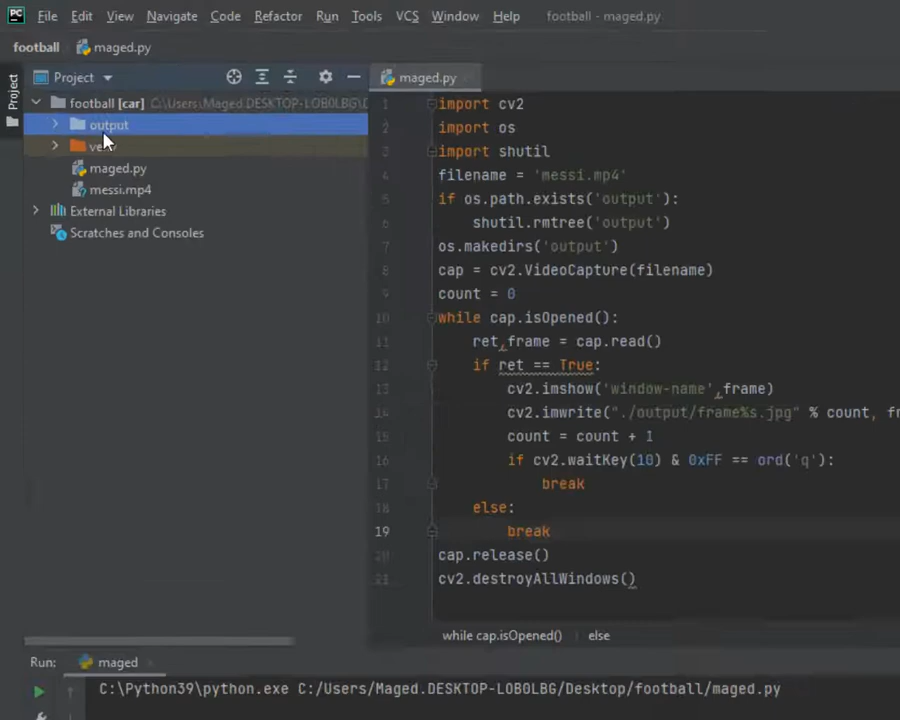 PC File Edit View Navigate Code Refactor Run Tools VCS Window Help football - maged.py
football maged.py
Project
Project
football [car] C:\Users\Maged.DESKTOP-LOB0LBG\D
output
maged.py
messi.mp4
External Libraries
Scratches and Consoles
maged.py
1 import cv2
2 import os
3 import shutil
4 filename = 'messi.mp4'
5 if os.path.exists('output'):
6 shutil.rmtree('output')
7 os.makedirs('output')
8 cap = cv2.VideoCapture(filename)
9 count = 0
10 while cap.isOpened():
11 ret,frame = cap.read()
12 if ret == True:
13 cv2.imshow('window-name',frame)
14 cv2.imwrite("./output/frame%s.jpg" % count, fr
15 count = count + 1
16 if cv2.waitKey(10) & 0xFF == ord('q'):
17 break
18 else:
19 break
20 cap.release()
21 cv2.destroyAllWindows()
while cap.isOpened() else
Run: maged
C:\Python39\python.exe C:/Users/Maged.DESKTOP-LOB0LBG/Desktop/football/maged.py